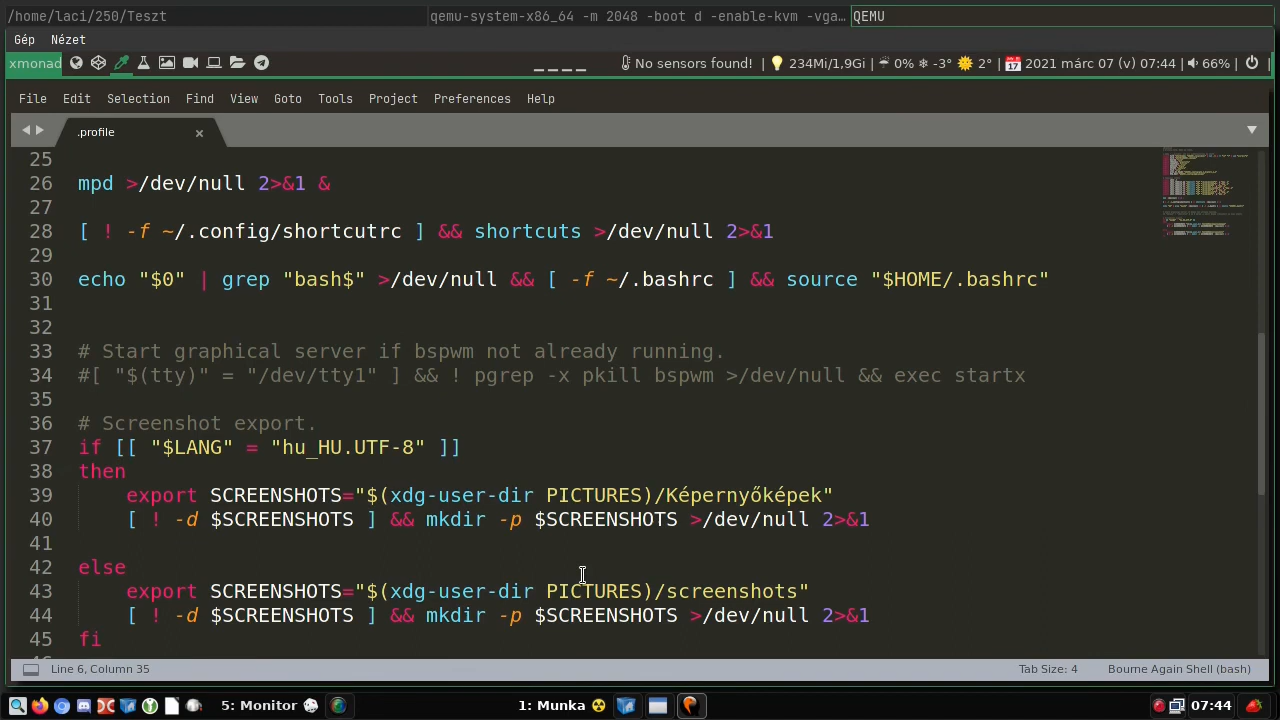 /home/laci/250/Teszt
qemu-system-x86_64 -m 2048 -boot d -enable-kvm -vga…
QEMU
Gép Nézet
xmonad
No sensors found! | 234Mi/1,9Gi | 0% -3° 2° | 2021 márc 07 (v) 07:44 | 66% | |
File Edit Selection Find View Goto Tools Project Preferences Help
.profile ×
25
26 mpd >/dev/null 2>&1 &
27
28 [ ! -f ~/.config/shortcutrc ] && shortcuts >/dev/null 2>&1
29
30 echo "$0" | grep "bash$" >/dev/null && [ -f ~/.bashrc ] && source "$HOME/.bashrc"
31
32
33 # Start graphical server if bspwm not already running.
34 #[ "$(tty)" = "/dev/tty1" ] && ! pgrep -x pkill bspwm >/dev/null && exec startx
35
36 # Screenshot export.
37 if [[ "$LANG" = "hu_HU.UTF-8" ]]
38 then
39 export SCREENSHOTS="$(xdg-user-dir PICTURES)/Képernyőképek"
40 [ ! -d $SCREENSHOTS ] && mkdir -p $SCREENSHOTS >/dev/null 2>&1
41
42 else
43 export SCREENSHOTS="$(xdg-user-dir PICTURES)/screenshots"
44 [ ! -d $SCREENSHOTS ] && mkdir -p $SCREENSHOTS >/dev/null 2>&1
45 fi
Line 6, Column 35
Tab Size: 4
Bourne Again Shell (bash)
5: Monitor
1: Munka
07:44